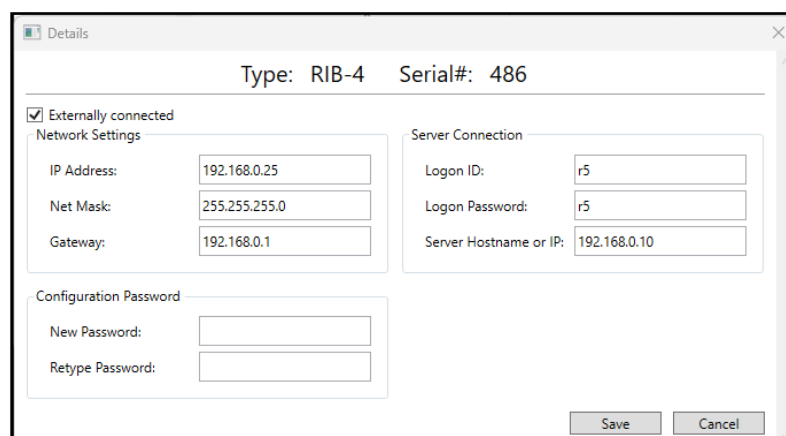 Details
Type: RIB-4 Serial#: 486
Externally connected
Network Settings
IP Address: 192.168.0.25
Net Mask: 255.255.255.0
Gateway: 192.168.0.1
Server Connection
Logon ID: r5
Logon Password: r5
Server Hostname or IP: 192.168.0.10
Configuration Password
New Password:
Retype Password:
Save Cancel